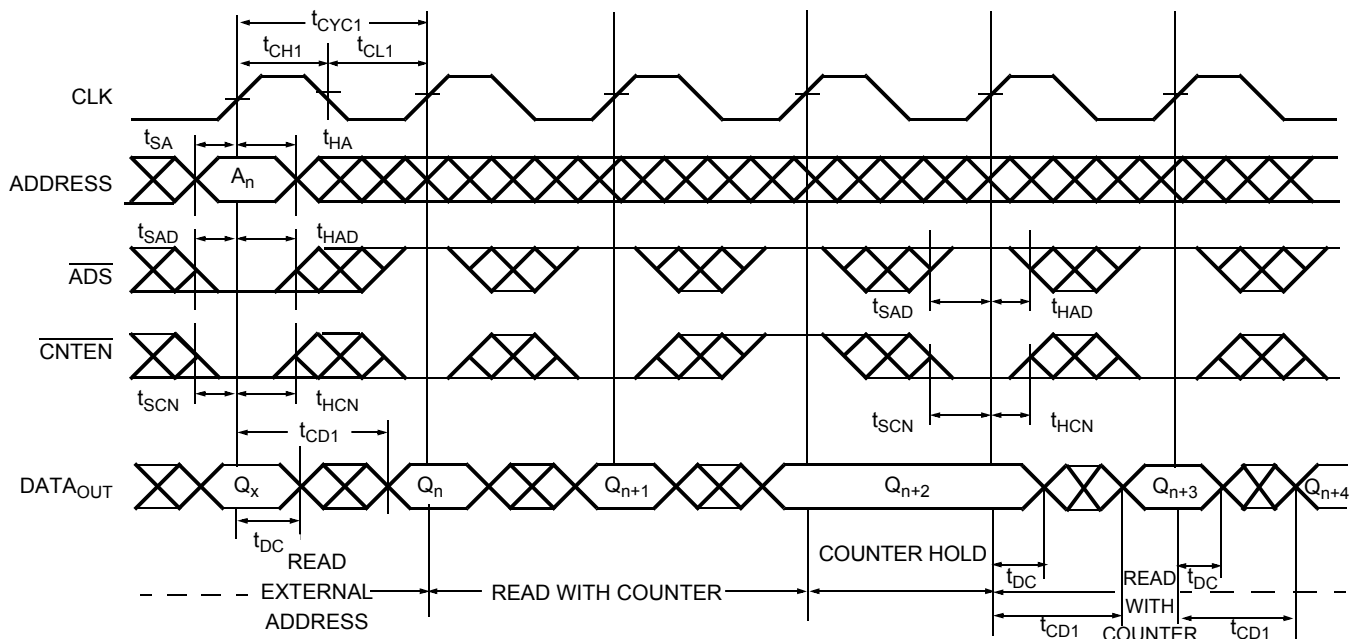 tCYC1
tCH1 tCL1
CLK
tSA tHA
ADDRESS An
tSAD tHAD
ADS
tSAD tHAD
CNTEN
tSCN tHCN tSCN tHCN
tCD1
DATAOUT Qx Qn Qn+1 Qn+2 Qn+3 Qn+4
tDC
READ EXTERNAL ADDRESS
READ WITH COUNTER
COUNTER HOLD
tDC tDC
READ WITH COUNTER
tCD1 tCD1